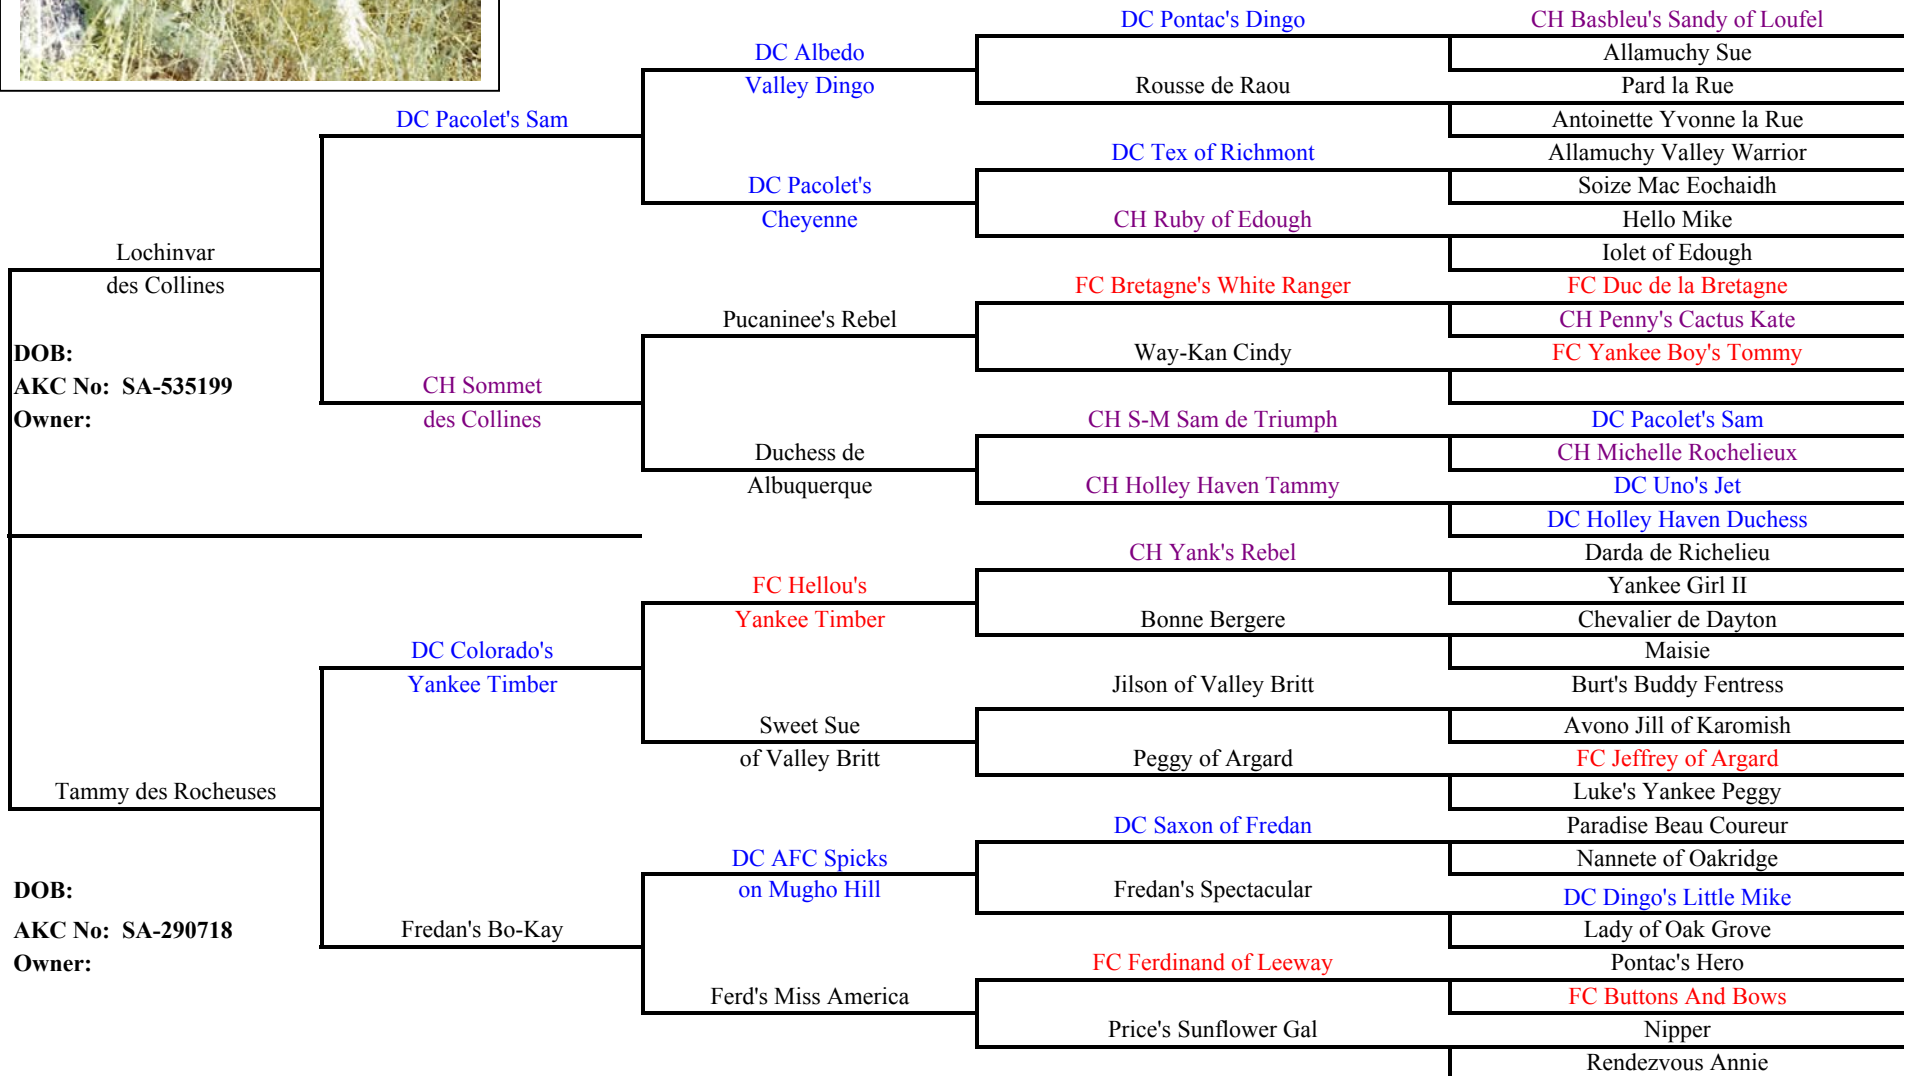 DC Pontac's Dingo
CH Basbleu's Sandy of Loufel
DC Albedo
Allamuchy Sue
Valley Dingo
Rousse de Raou
Pard la Rue
DC Pacolet's Sam
Antoinette Yvonne la Rue
DC Tex of Richmont
Allamuchy Valley Warrior
DC Pacolet's
Soize Mac Eochaidh
Cheyenne
CH Ruby of Edough
Hello Mike
Lochinvar
Iolet of Edough
des Collines
FC Bretagne's White Ranger
FC Duc de la Bretagne
Pucaninee's Rebel
CH Penny's Cactus Kate
DOB:
Way-Kan Cindy
FC Yankee Boy's Tommy
AKC No: SA-535199
CH Sommet
Owner:
des Collines
CH S-M Sam de Triumph
DC Pacolet's Sam
Duchess de
CH Michelle Rochelieux
Albuquerque
CH Holley Haven Tammy
DC Uno's Jet
DC Holley Haven Duchess
CH Yank's Rebel
Darda de Richelieu
FC Hellou's
Yankee Girl II
Yankee Timber
Bonne Bergere
Chevalier de Dayton
DC Colorado's
Maisie
Yankee Timber
Jilson of Valley Britt
Burt's Buddy Fentress
Sweet Sue
Avono Jill of Karomish
of Valley Britt
Peggy of Argard
FC Jeffrey of Argard
Tammy des Rocheuses
Luke's Yankee Peggy
DC Saxon of Fredan
Paradise Beau Coureur
DC AFC Spicks
Nannete of Oakridge
DOB:
on Mugho Hill
Fredan's Spectacular
DC Dingo's Little Mike
AKC No: SA-290718
Fredan's Bo-Kay
Lady of Oak Grove
Owner:
FC Ferdinand of Leeway
Pontac's Hero
Ferd's Miss America
FC Buttons And Bows
Price's Sunflower Gal
Nipper
Rendezvous Annie